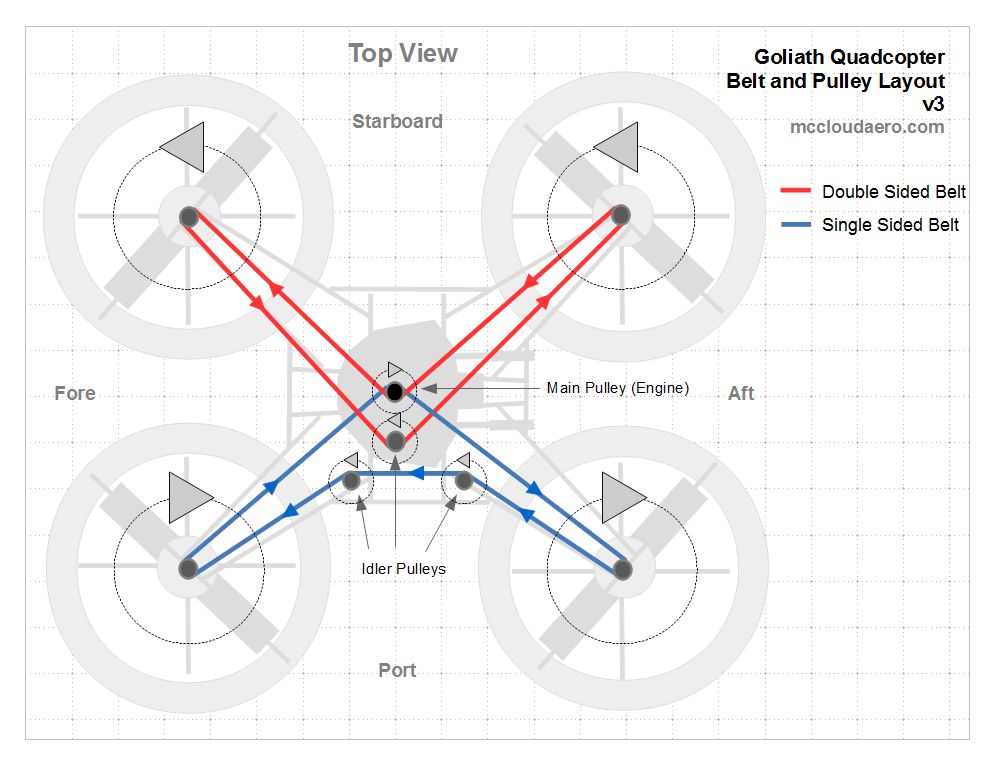 Top View
Goliath Quadcopter
Belt and Pulley Layout
v3
mccloudaero.com
Starboard
Double Sided Belt
Single Sided Belt
Main Pulley (Engine)
Fore
Aft
Idler Pulleys
Port